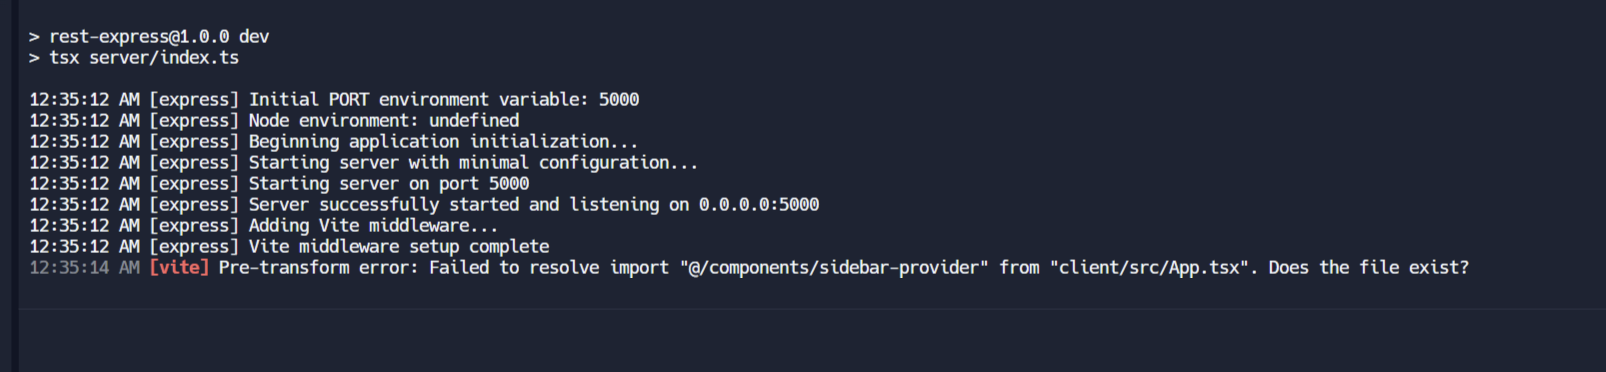 > rest-express@1.0.0 dev
> tsx server/index.ts
12:35:12 AM [express] Initial PORT environment variable: 5000
12:35:12 AM [express] Node environment: undefined
12:35:12 AM [express] Beginning application initialization...
12:35:12 AM [express] Starting server with minimal configuration...
12:35:12 AM [express] Starting server on port 5000
12:35:12 AM [express] Server successfully started and listening on 0.0.0.0:5000
12:35:12 AM [express] Adding Vite middleware...
12:35:12 AM [express] Vite middleware setup complete
12:35:14 AM [vite] Pre-transform error: Failed to resolve import "@/components/sidebar-provider" from "client/src/App.tsx". Does the file exist?